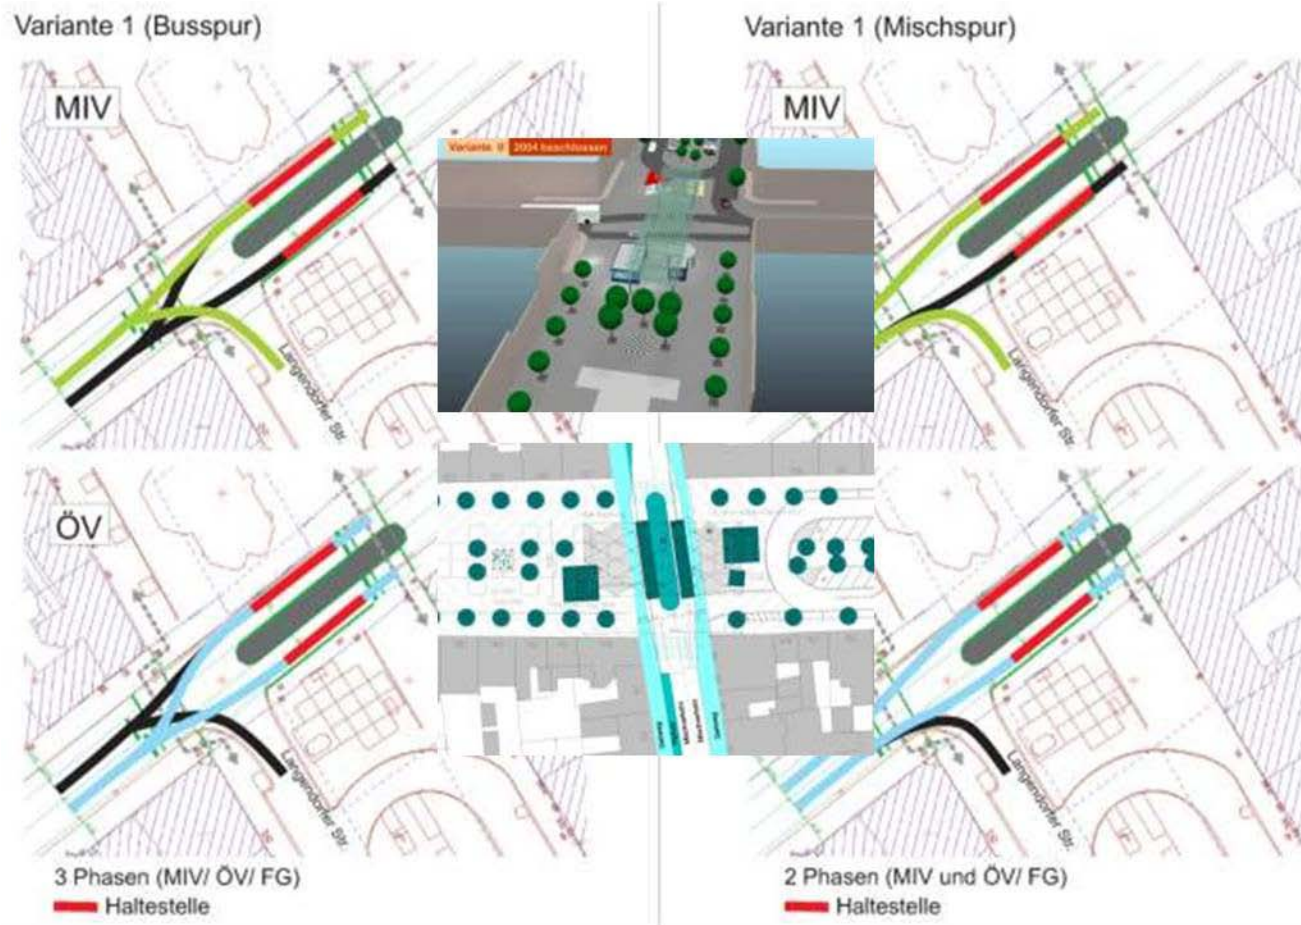 Variante 1 (Busspur)
Variante 1 (Mischspur)
MIV
MIV
Variante II 2004 beschlossen
Langendorfer Str.
Langendorfer Str.
ÖV
Langendorfer Str.
Langendorfer Str.
3 Phasen (MIV/ ÖV/ FG)
Haltestelle
2 Phasen (MIV und ÖV/ FG)
Haltestelle